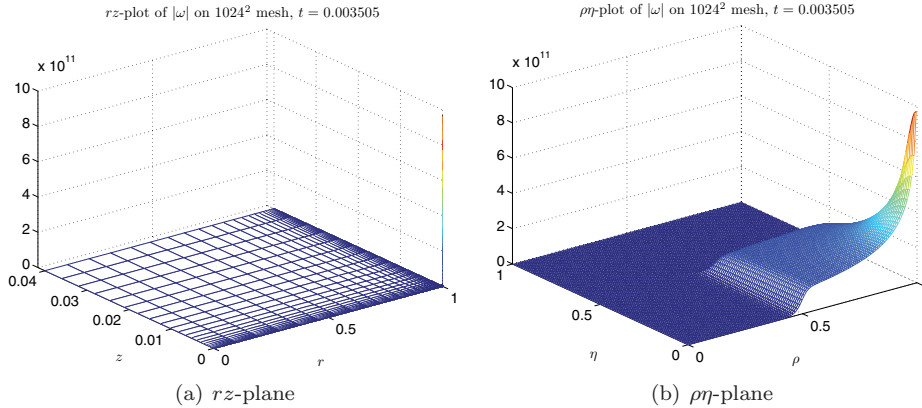 rz-plot of |ω| on 1024² mesh, t = 0.003505
x 10¹¹
10
8
6
4
2
0
0.04
0.03
0.02
0.01
0
z
0
0.5
1
r
(a) rz-plane
ρη-plot of |ω| on 1024² mesh, t = 0.003505
x 10¹¹
10
8
6
4
2
0
1
0.5
0
η
0
0.5
ρ
(b) ρη-plane